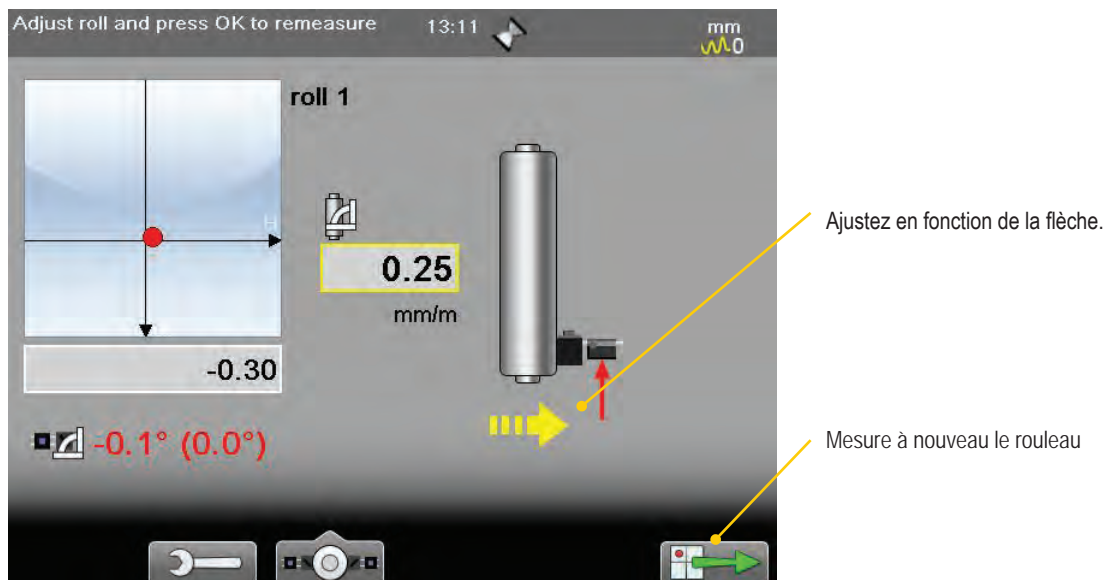 Adjust roll and press OK to remeasure 13:11 mm
0
roll 1
H
0.25
mm/m
-0.30
-0.1° (0.0°)
Ajustez en fonction de la flèche.
Mesure à nouveau le rouleau